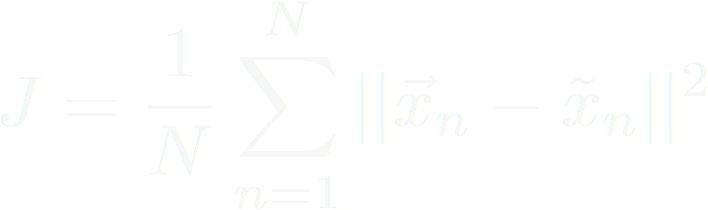 J = \frac{1}{N} \sum_{n=1}^{N} ||\vec{x}_n - \tilde{x}_n||^2